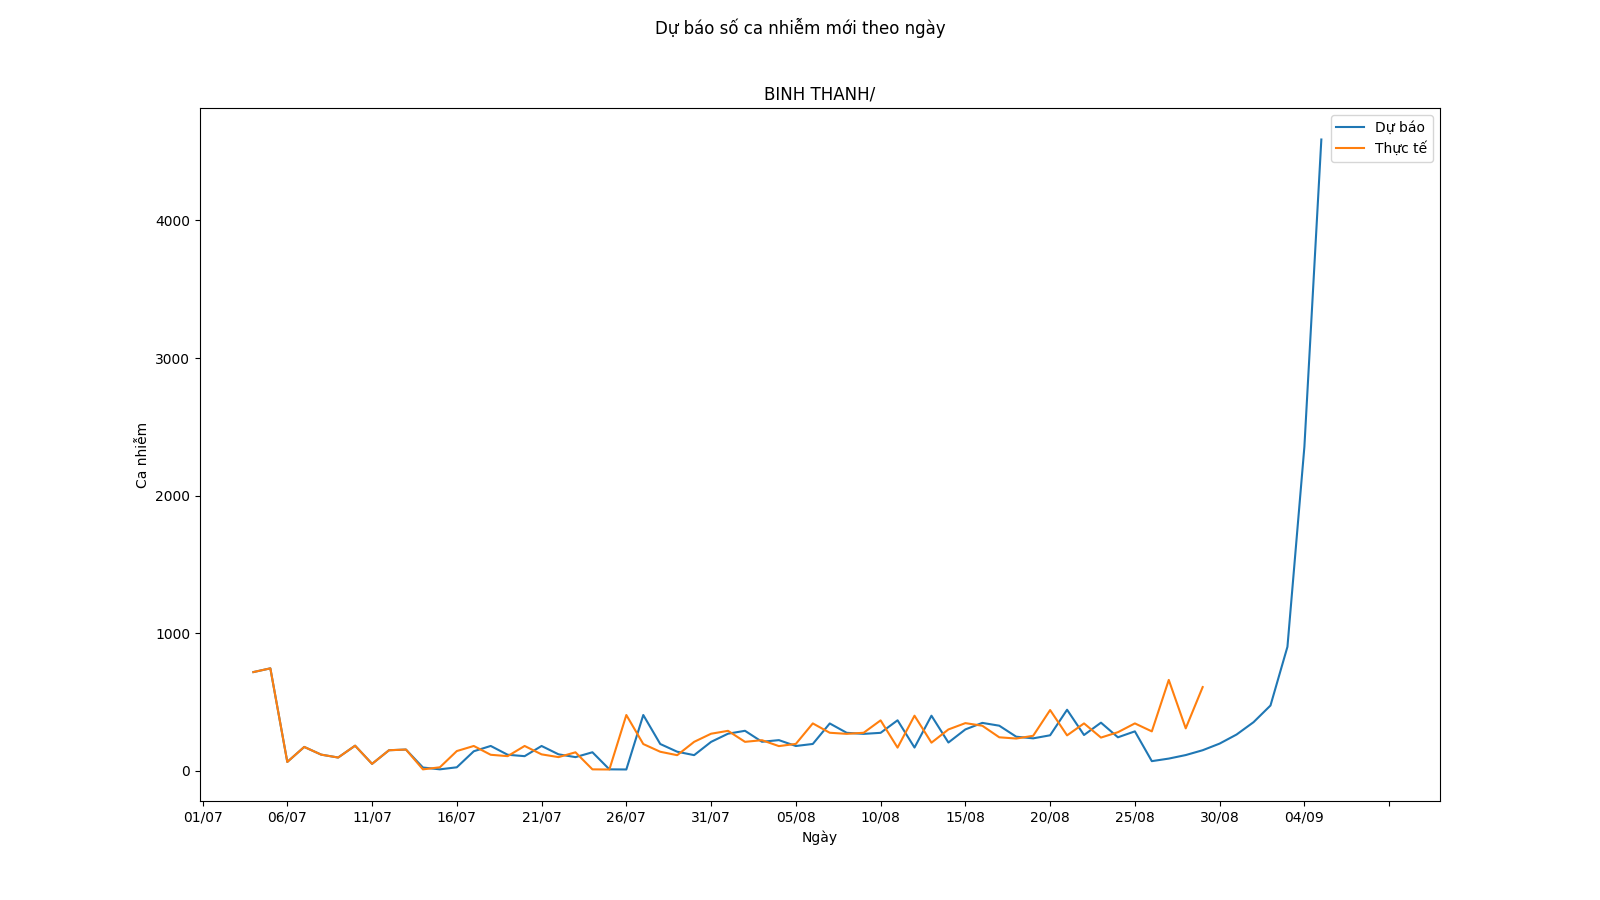 Dự báo số ca nhiễm mới theo ngày
BINH THANH/
Dự báo
Thực tế
4000
3000
2000
1000
0
Ca nhiễm
01/07 06/07 11/07 16/07 21/07 26/07 31/07 05/08 10/08 15/08 20/08 25/08 30/08 04/09
Ngày